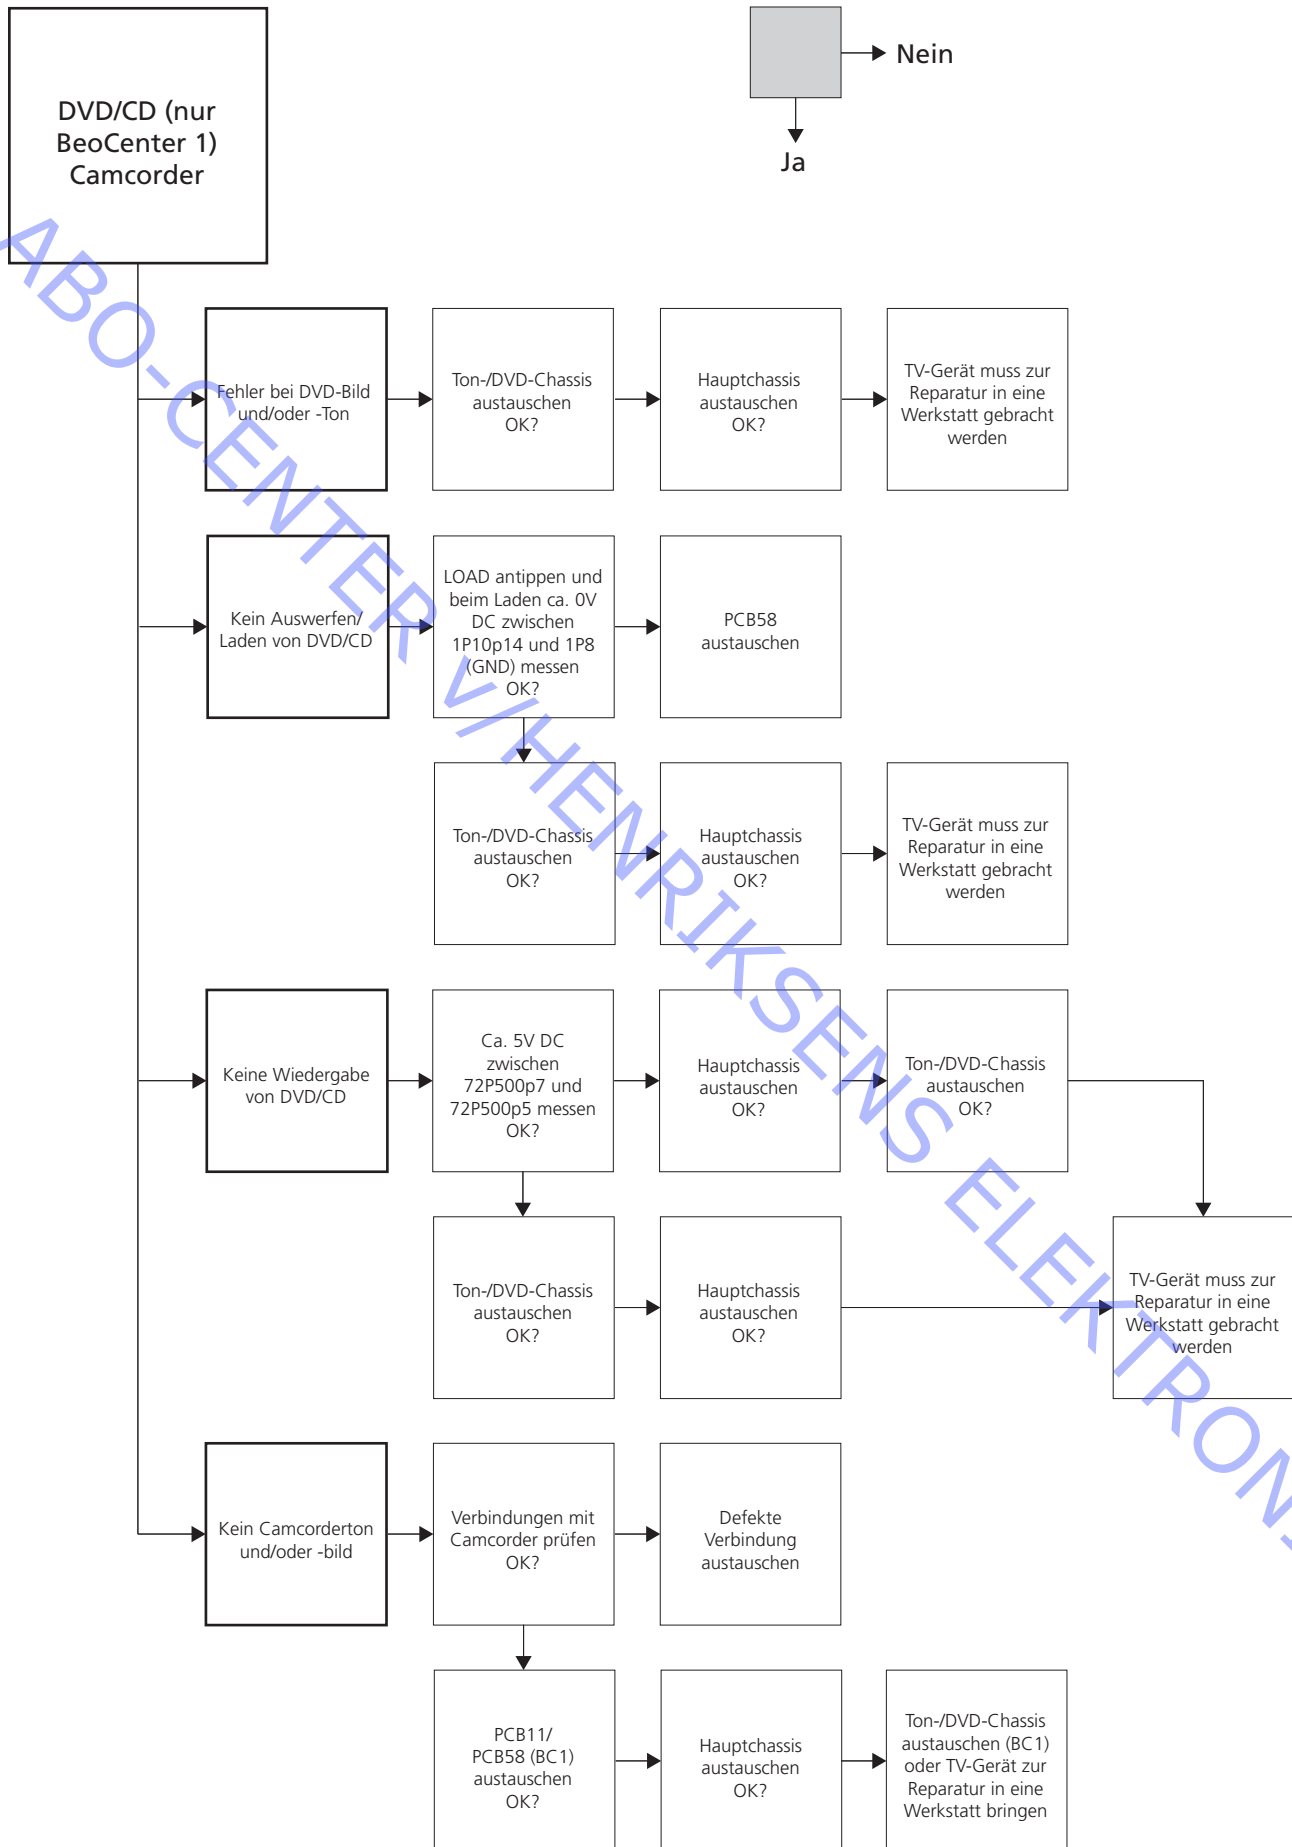 DVD/CD (nur
BeoCenter 1)
Camcorder
Nein
Ja
Fehler bei DVD-Bild
und/oder -Ton
Ton-/DVD-Chassis
austauschen
OK?
Hauptchassis
austauschen
OK?
TV-Gerät muss zur
Reparatur in eine
Werkstatt gebracht
werden
Kein Auswerfen/
Laden von DVD/CD
LOAD antippen und
beim Laden ca. 0V
DC zwischen
1P10p14 und 1P8
(GND) messen
OK?
PCB58
austauschen
Ton-/DVD-Chassis
austauschen
OK?
Hauptchassis
austauschen
OK?
TV-Gerät muss zur
Reparatur in eine
Werkstatt gebracht
werden
Keine Wiedergabe
von DVD/CD
Ca. 5V DC
zwischen
72P500p7 und
72P500p5 messen
OK?
Hauptchassis
austauschen
OK?
Ton-/DVD-Chassis
austauschen
OK?
Ton-/DVD-Chassis
austauschen
OK?
Hauptchassis
austauschen
OK?
TV-Gerät muss zur
Reparatur in eine
Werkstatt gebracht
werden
Kein Camcorderton
und/oder -bild
Verbindungen mit
Camcorder prüfen
OK?
Defekte
Verbindung
austauschen
PCB11/
PCB58 (BC1)
austauschen
OK?
Hauptchassis
austauschen
OK?
Ton-/DVD-Chassis
austauschen (BC1)
oder TV-Gerät zur
Reparatur in eine
Werkstatt bringen
ABO-CENTER v/HENRIKSENS ELEKTRON